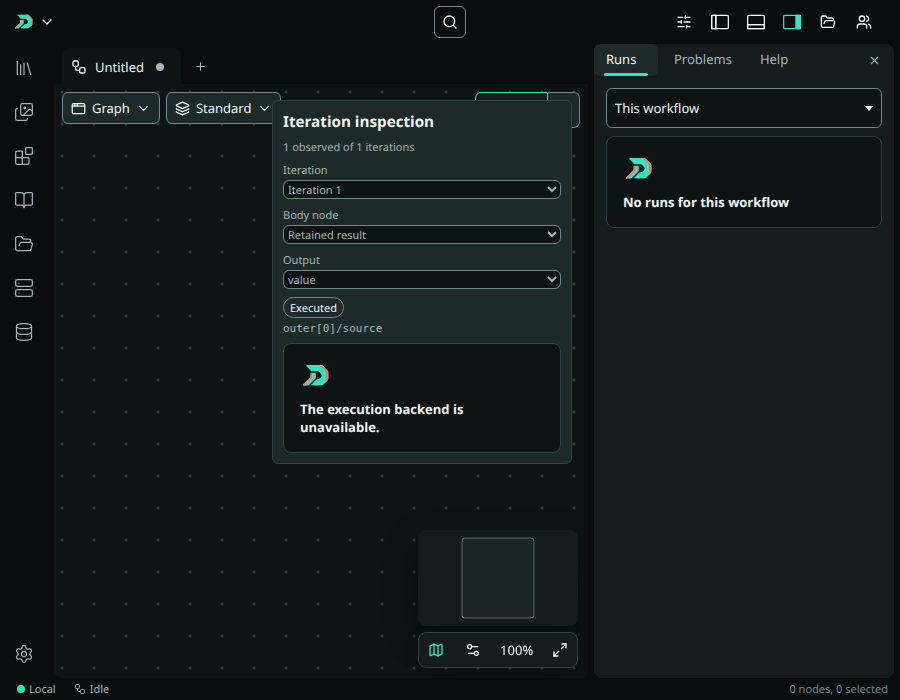 Untitled
Runs
Problems
Help
Graph
Standard
This workflow
No runs for this workflow
Iteration inspection
1 observed of 1 iterations
Iteration
Iteration 1
Body node
Retained result
Output
value
Executed
outer[0]/source
The execution backend is
unavailable.
100%
Local
Idle
0 nodes, 0 selected